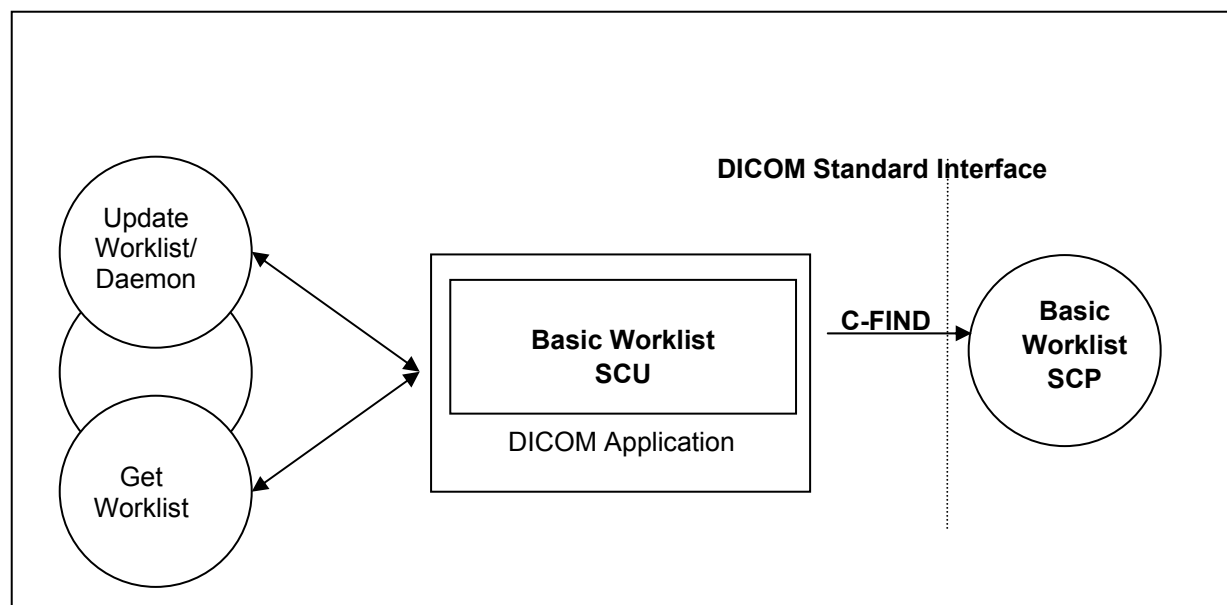 DICOM Standard Interface
Update
Worklist/
Daemon
Basic Worklist
SCU
DICOM Application
C-FIND
Basic
Worklist
SCP
Get
Worklist